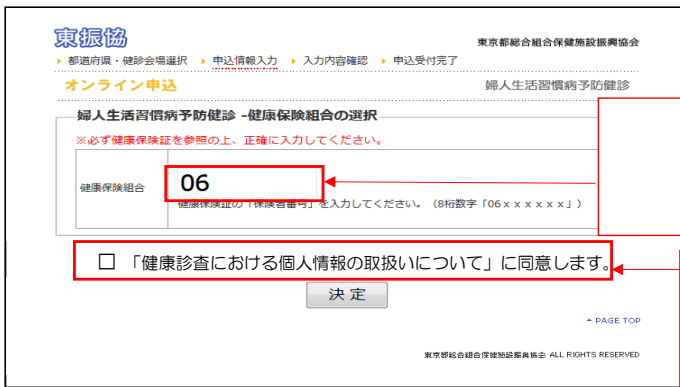 東振協
東京都総合組合保健施設振興協会
▶ 都道府県・健診会場選択 ▶ 申込情報入力 ▶ 入力内容確認 ▶ 申込受付完了
オンライン申込
婦人生活習慣病予防健診
婦人生活習慣病予防健診 -健康保険組合の選択
※必ず健康保険証を参照の上、正確に入力してください。
健康保険組合
06
健康保険証の「保険者番号」を入力してください。（8桁数字「06ｘｘｘｘｘｘ」）
□ 「健康診査における個人情報の取扱いについて」に同意します。
決 定
PAGE TOP
東京都総合組合保健施設振興協会 ALL RIGHTS RESERVED